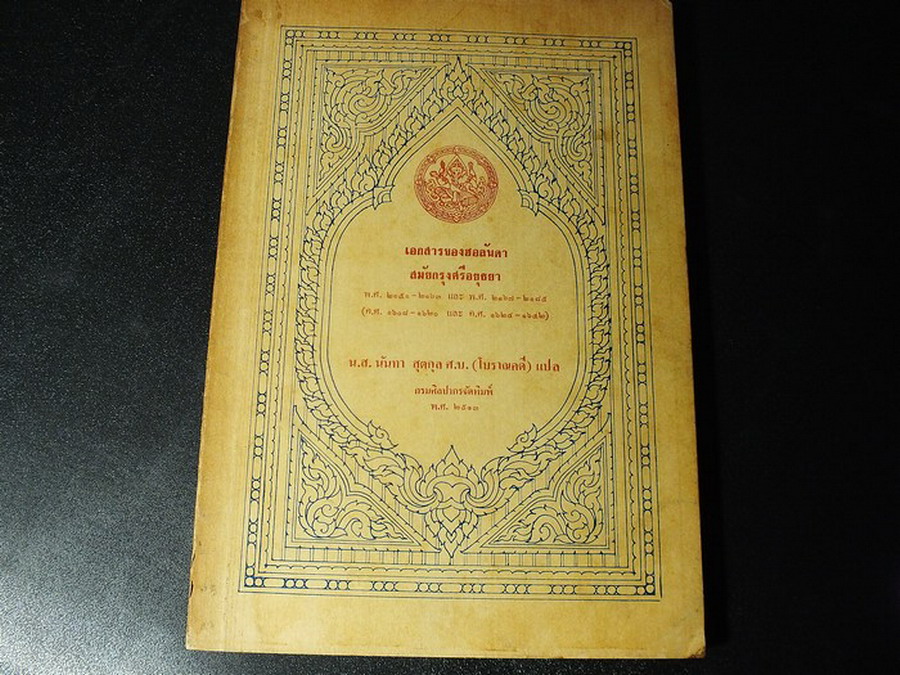 เอกสารของฮอลันดา
สมัยกรุงศรีอยุธยา
พ.ศ. ๒๑๕๑-๒๑๖๓ และ พ.ศ. ๒๑๖๗-๒๑๘๕
(ค.ศ. ๑๖๐๘-๑๖๒๐ และ ค.ศ. ๑๖๒๔-๑๖๔๒)
น.ส. นันทา สุตกุล ศ.บ. (โบราณคดี) แปล
กรมศิลปากรจัดพิมพ์
พ.ศ. ๒๕๑๓